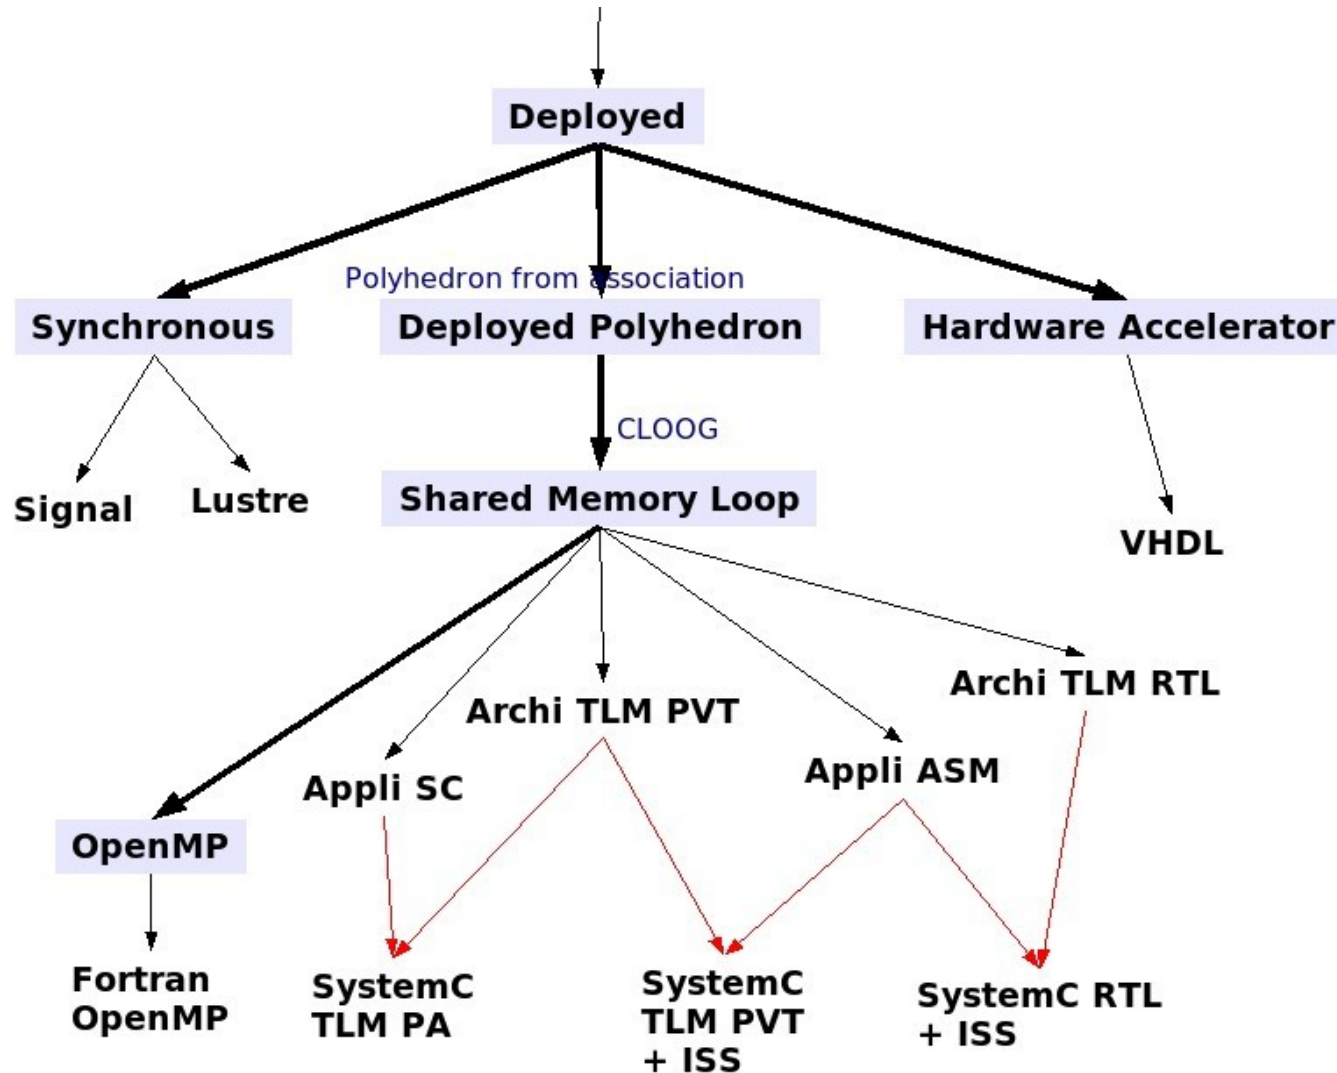 Deployed
Polyhedron from association
Synchronous
Deployed Polyhedron
Hardware Accelerator
CLOOG
Signal
Lustre
Shared Memory Loop
VHDL
Archi TLM RTL
Archi TLM PVT
Appli ASM
Appli SC
OpenMP
Fortran
OpenMP
SystemC
TLM PA
SystemC
TLM PVT
+ ISS
SystemC RTL
+ ISS